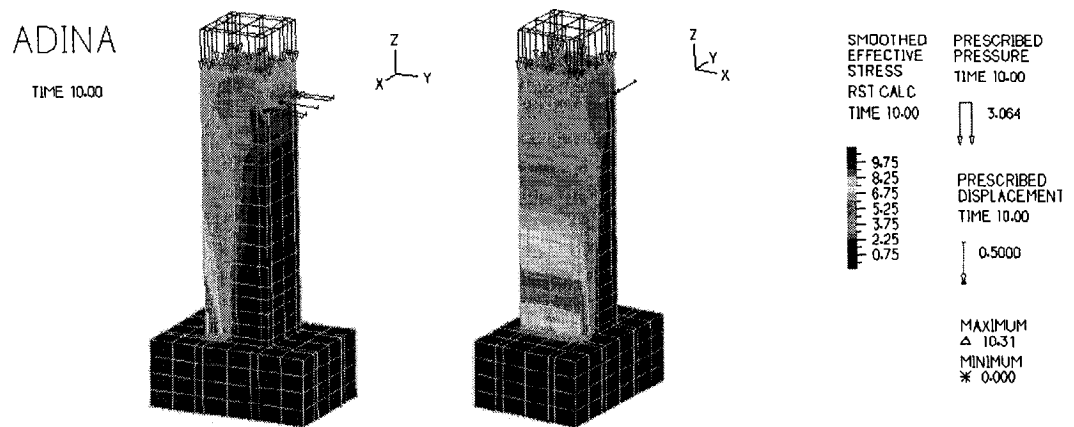 ADINA
TIME 10.00
Z
X
Y
Z
Y
X
SMOOTHED
EFFECTIVE
STRESS
RST CALC
TIME 10.00
9.75
8.25
6.75
5.25
3.75
2.25
0.75
PRESCRIBED
PRESSURE
TIME 10.00
3.064
PRESCRIBED
DISPLACEMENT
TIME 10.00
0.5000
MAXIMUM
△ 10.31
MINIMUM
✳ 0.000